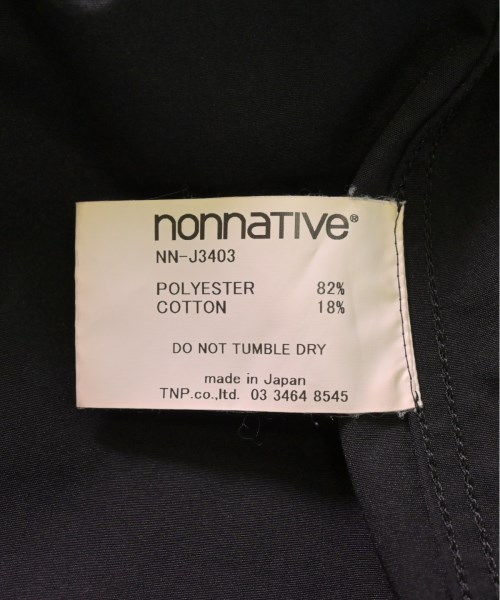 nonnative®
NN-J3403
POLYESTER 82%
COTTON 18%
DO NOT TUMBLE DRY
made in Japan
TNP.co.,ltd. 03 3464 8545